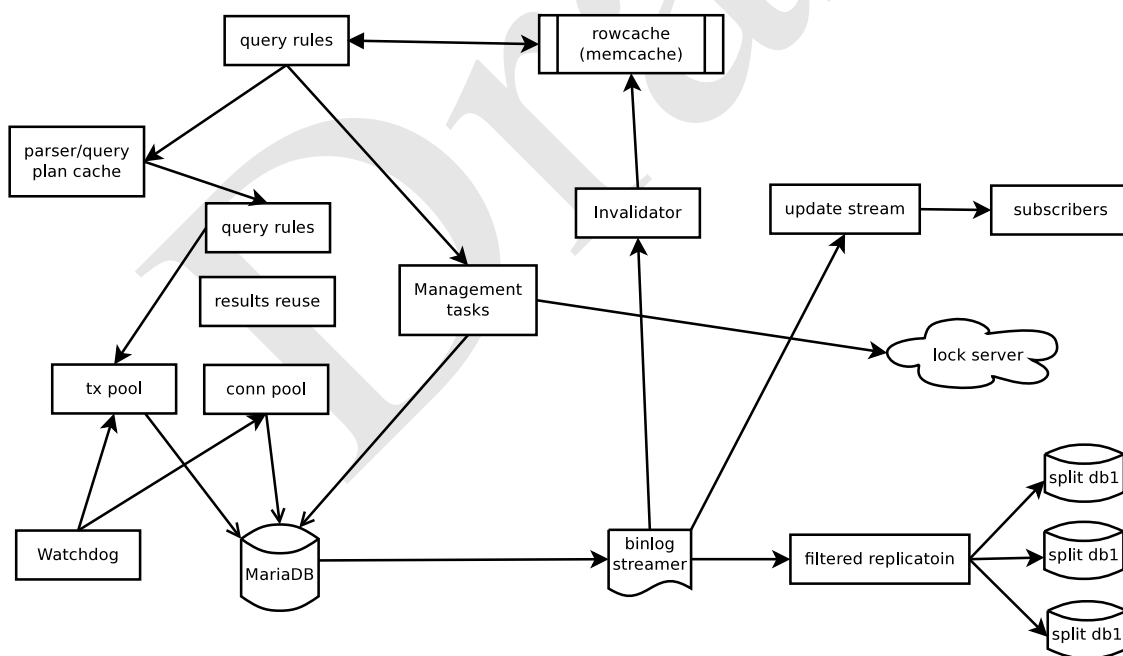 query rules
rowcache
(memcache)
parser/query
plan cache
query rules
Invalidator
update stream
subscribers
results reuse
Management
tasks
lock server
tx pool
conn pool
split db1
Watchdog
MariaDB
binlog
streamer
filtered replicatoin
split db1
split db1